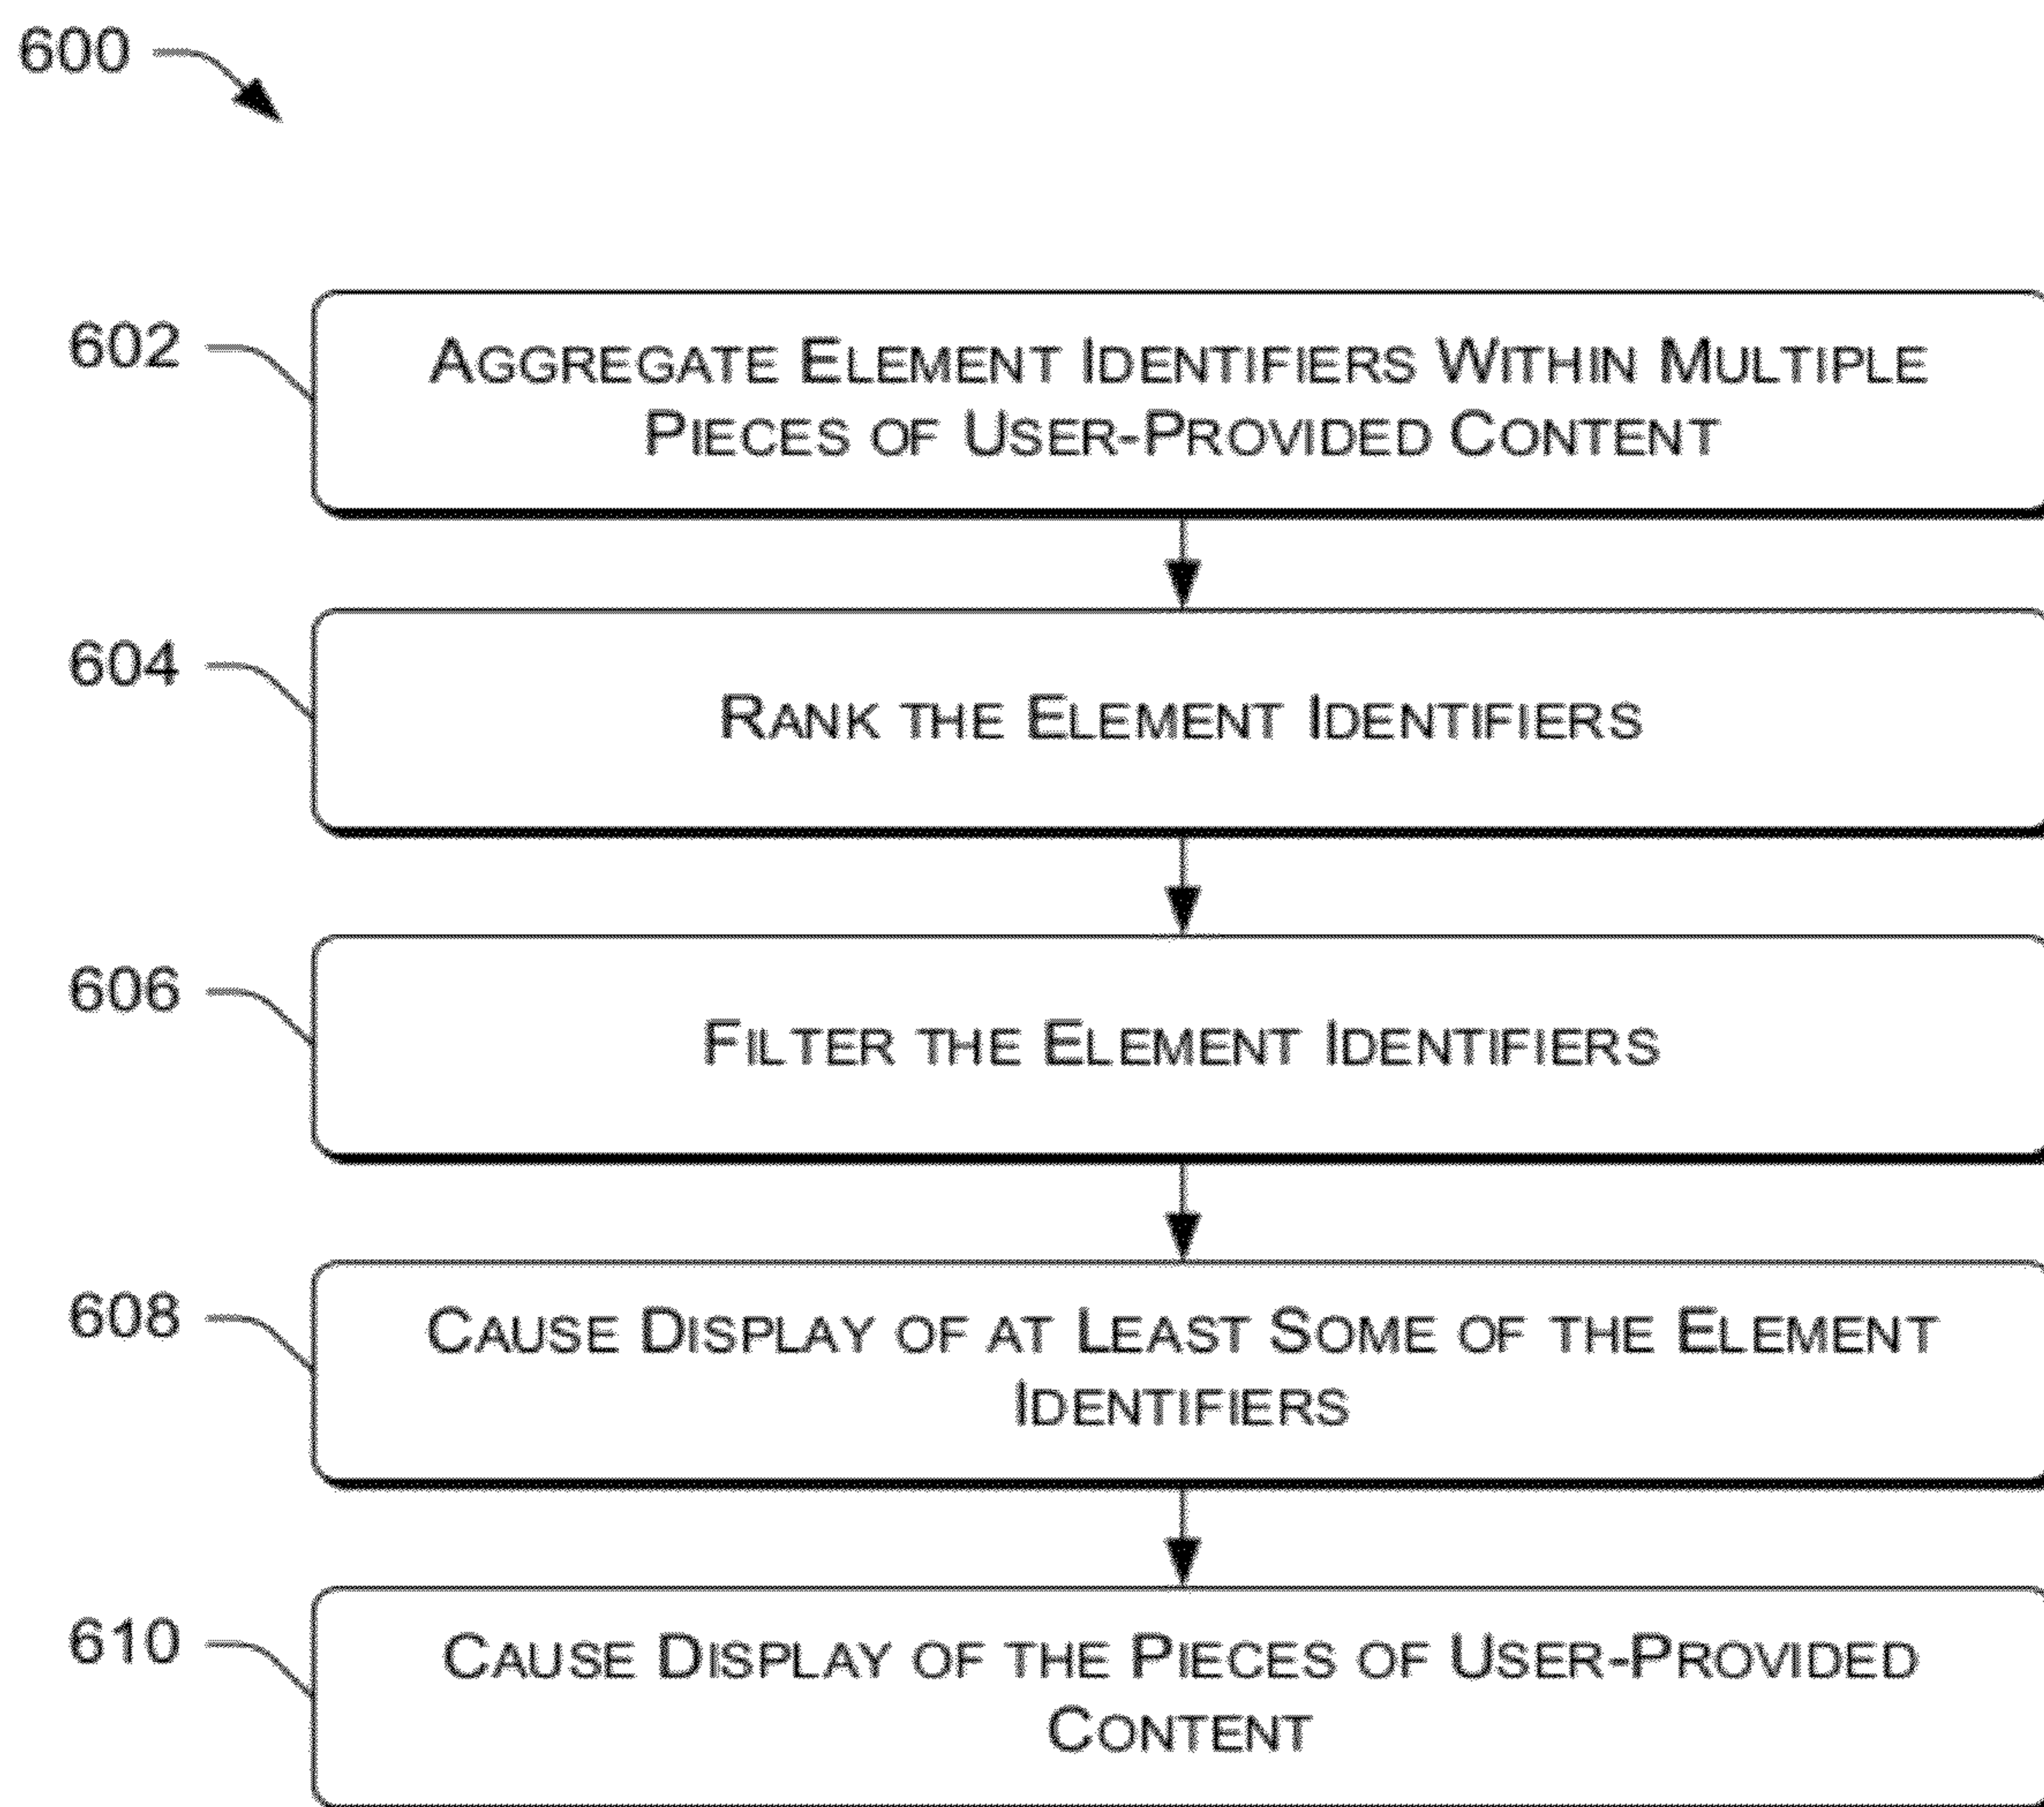 600
602
AGGREGATE ELEMENT IDENTIFIERS WITHIN MULTIPLE
PIECES OF USER-PROVIDED CONTENT
604
RANK THE ELEMENT IDENTIFIERS
606
FILTER THE ELEMENT IDENTIFIERS
608
CAUSE DISPLAY OF AT LEAST SOME OF THE ELEMENT
IDENTIFIERS
610
CAUSE DISPLAY OF THE PIECES OF USER-PROVIDED
CONTENT